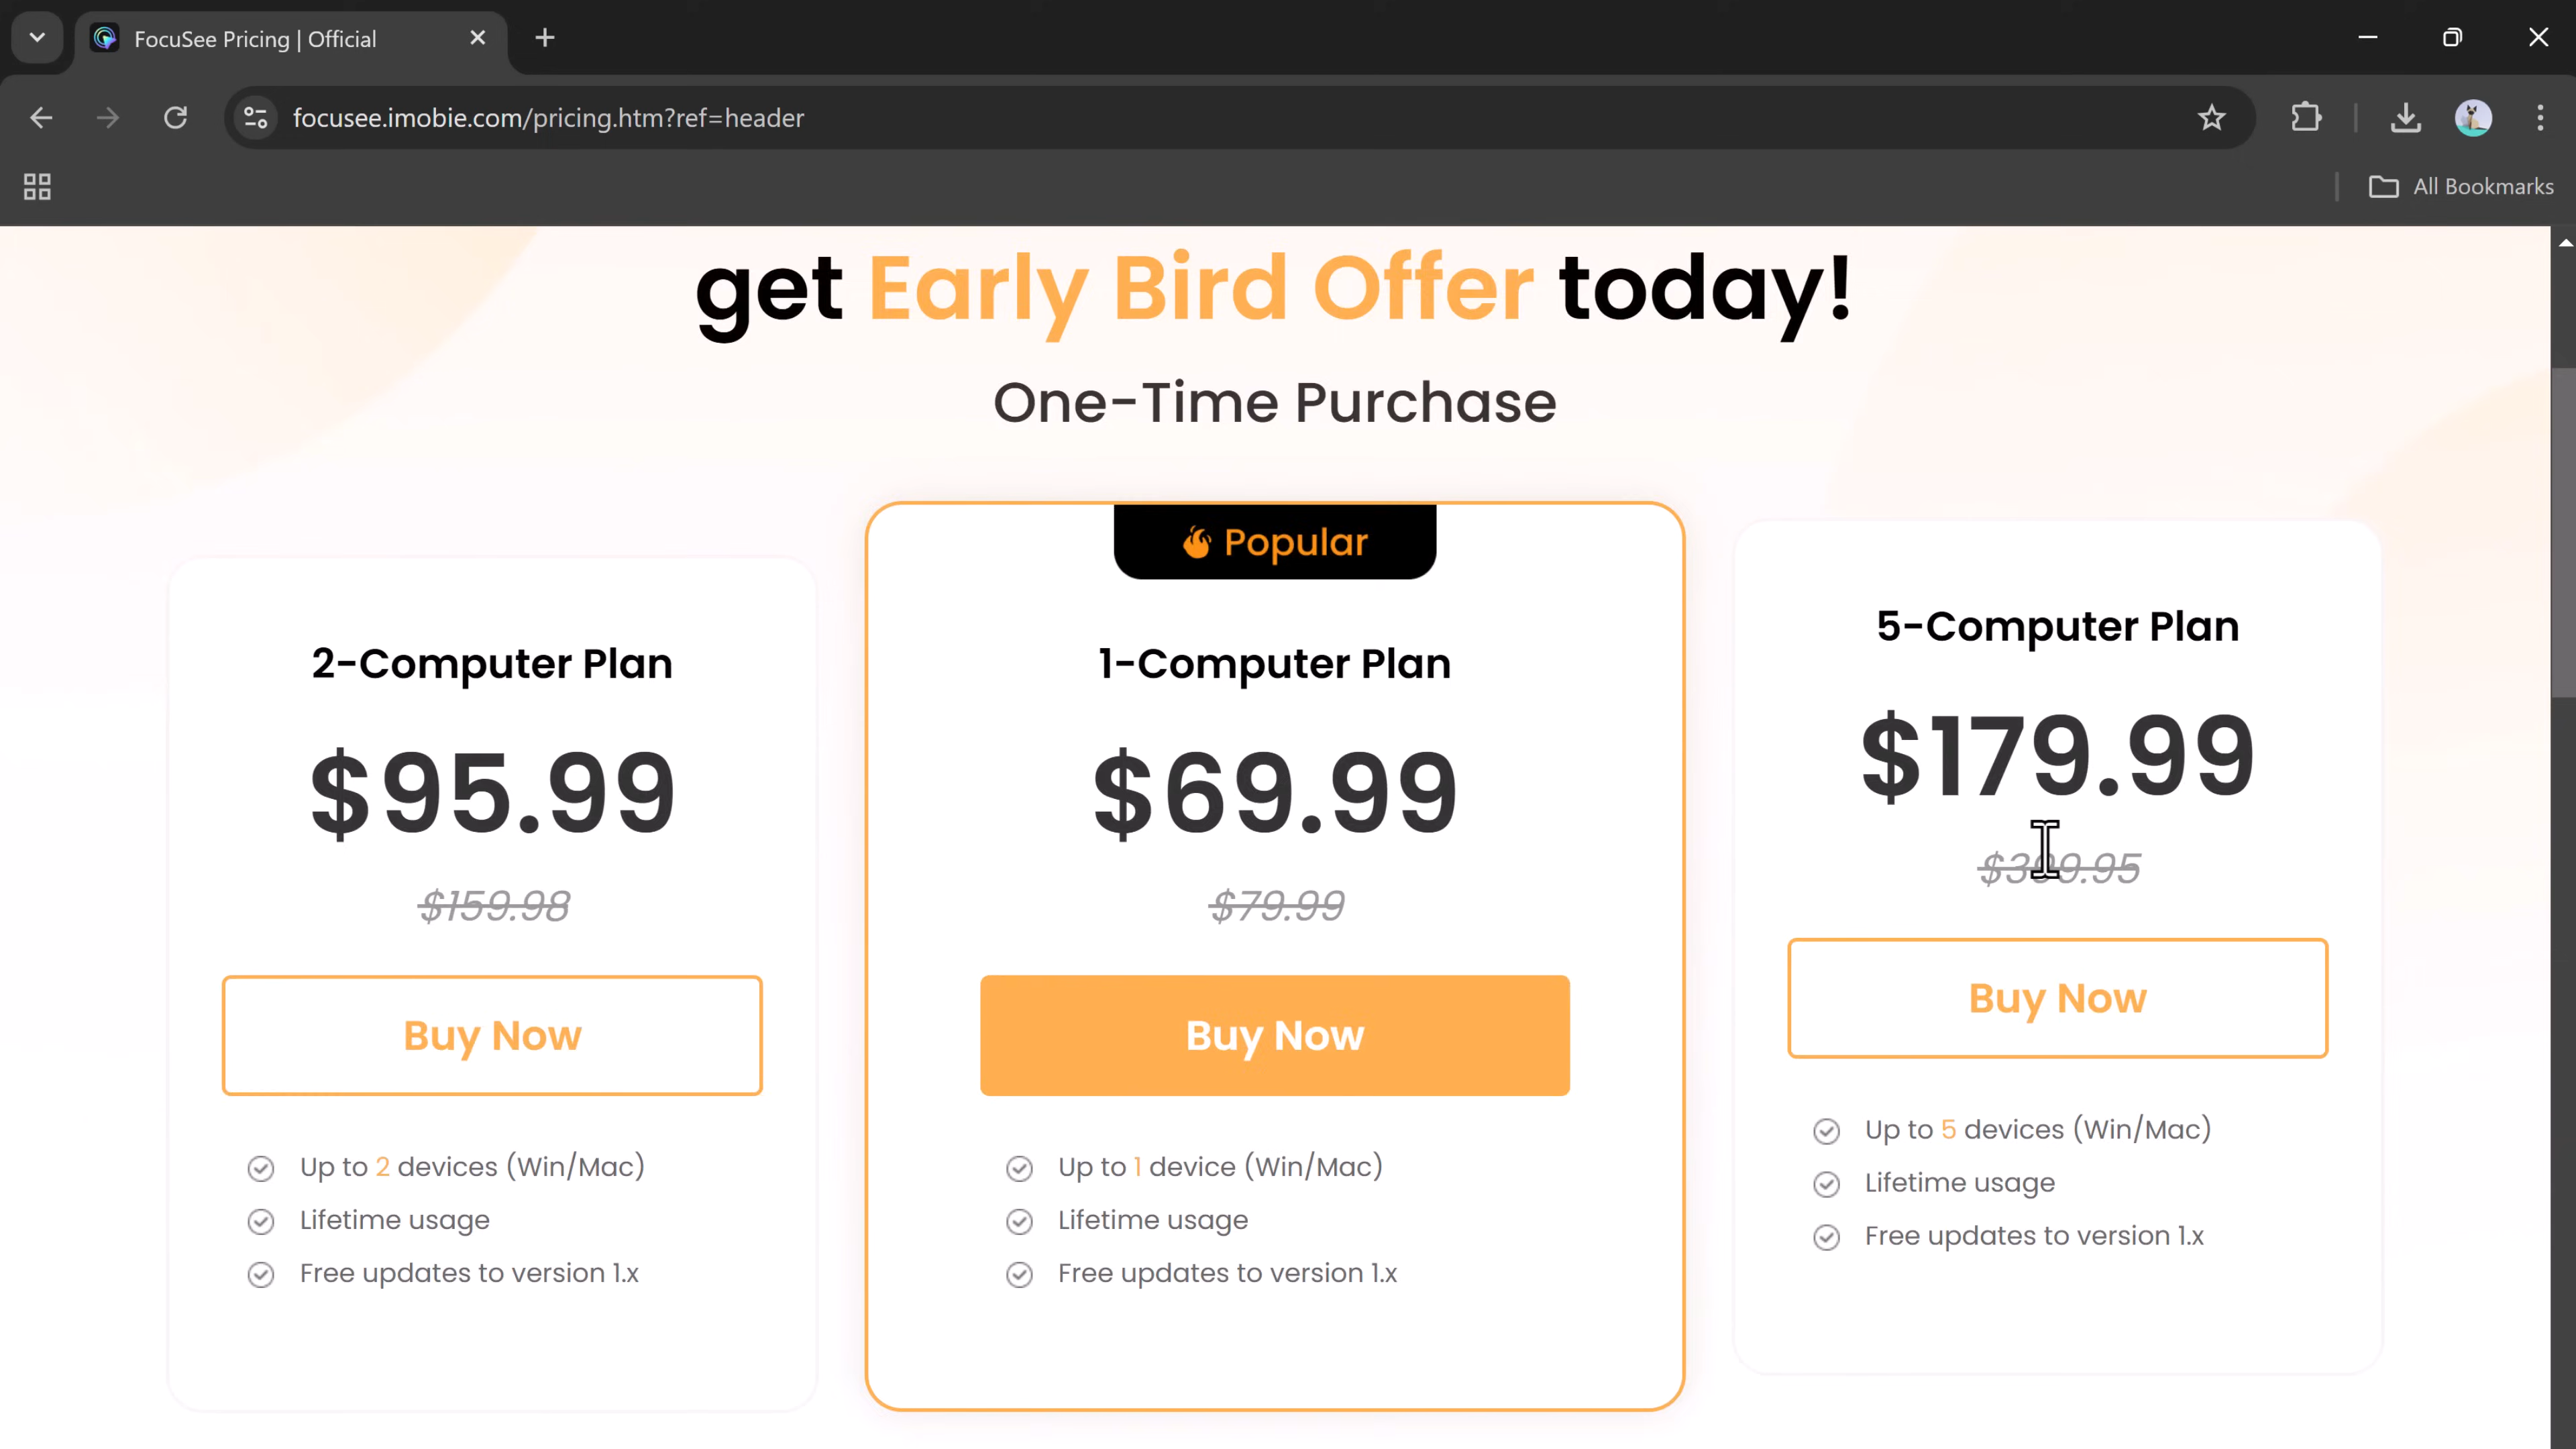 FocuSee Pricing | Official
focusee.imobie.com/pricing.htm?ref=header
All Bookmarks
get Early Bird Offer today!
One-Time Purchase
2-Computer Plan
$95.99
$159.98
Buy Now
Up to 2 devices (Win/Mac)
Lifetime usage
Free updates to version 1.x
Popular
1-Computer Plan
$69.99
$79.99
Buy Now
Up to 1 device (Win/Mac)
Lifetime usage
Free updates to version 1.x
5-Computer Plan
$179.99
Buy Now
Up to 5 devices (Win/Mac)
Lifetime usage
Free updates to version 1.x